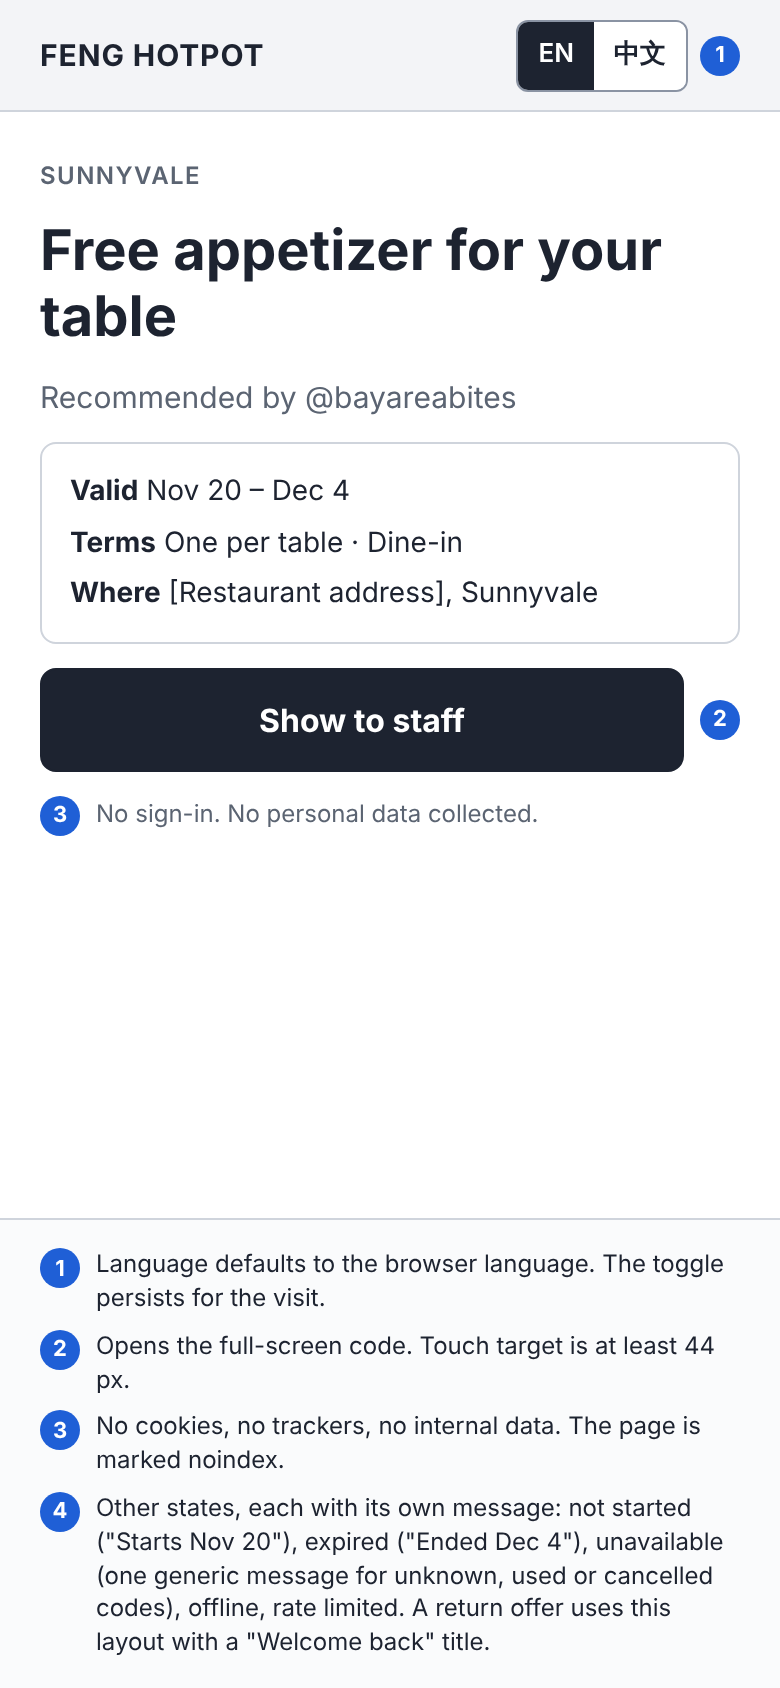 FENG HOTPOT
EN
中文
1
SUNNYVALE
Free appetizer for your
table
Recommended by @bayareabites
Valid Nov 20 – Dec 4
Terms One per table · Dine-in
Where [Restaurant address], Sunnyvale
Show to staff
2
3 No sign-in. No personal data collected.
1 Language defaults to the browser language. The toggle
persists for the visit.
2 Opens the full-screen code. Touch target is at least 44
px.
3 No cookies, no trackers, no internal data. The page is
marked noindex.
4 Other states, each with its own message: not started
("Starts Nov 20"), expired ("Ended Dec 4"), unavailable
(one generic message for unknown, used or cancelled
codes), offline, rate limited. A return offer uses this
layout with a "Welcome back" title.